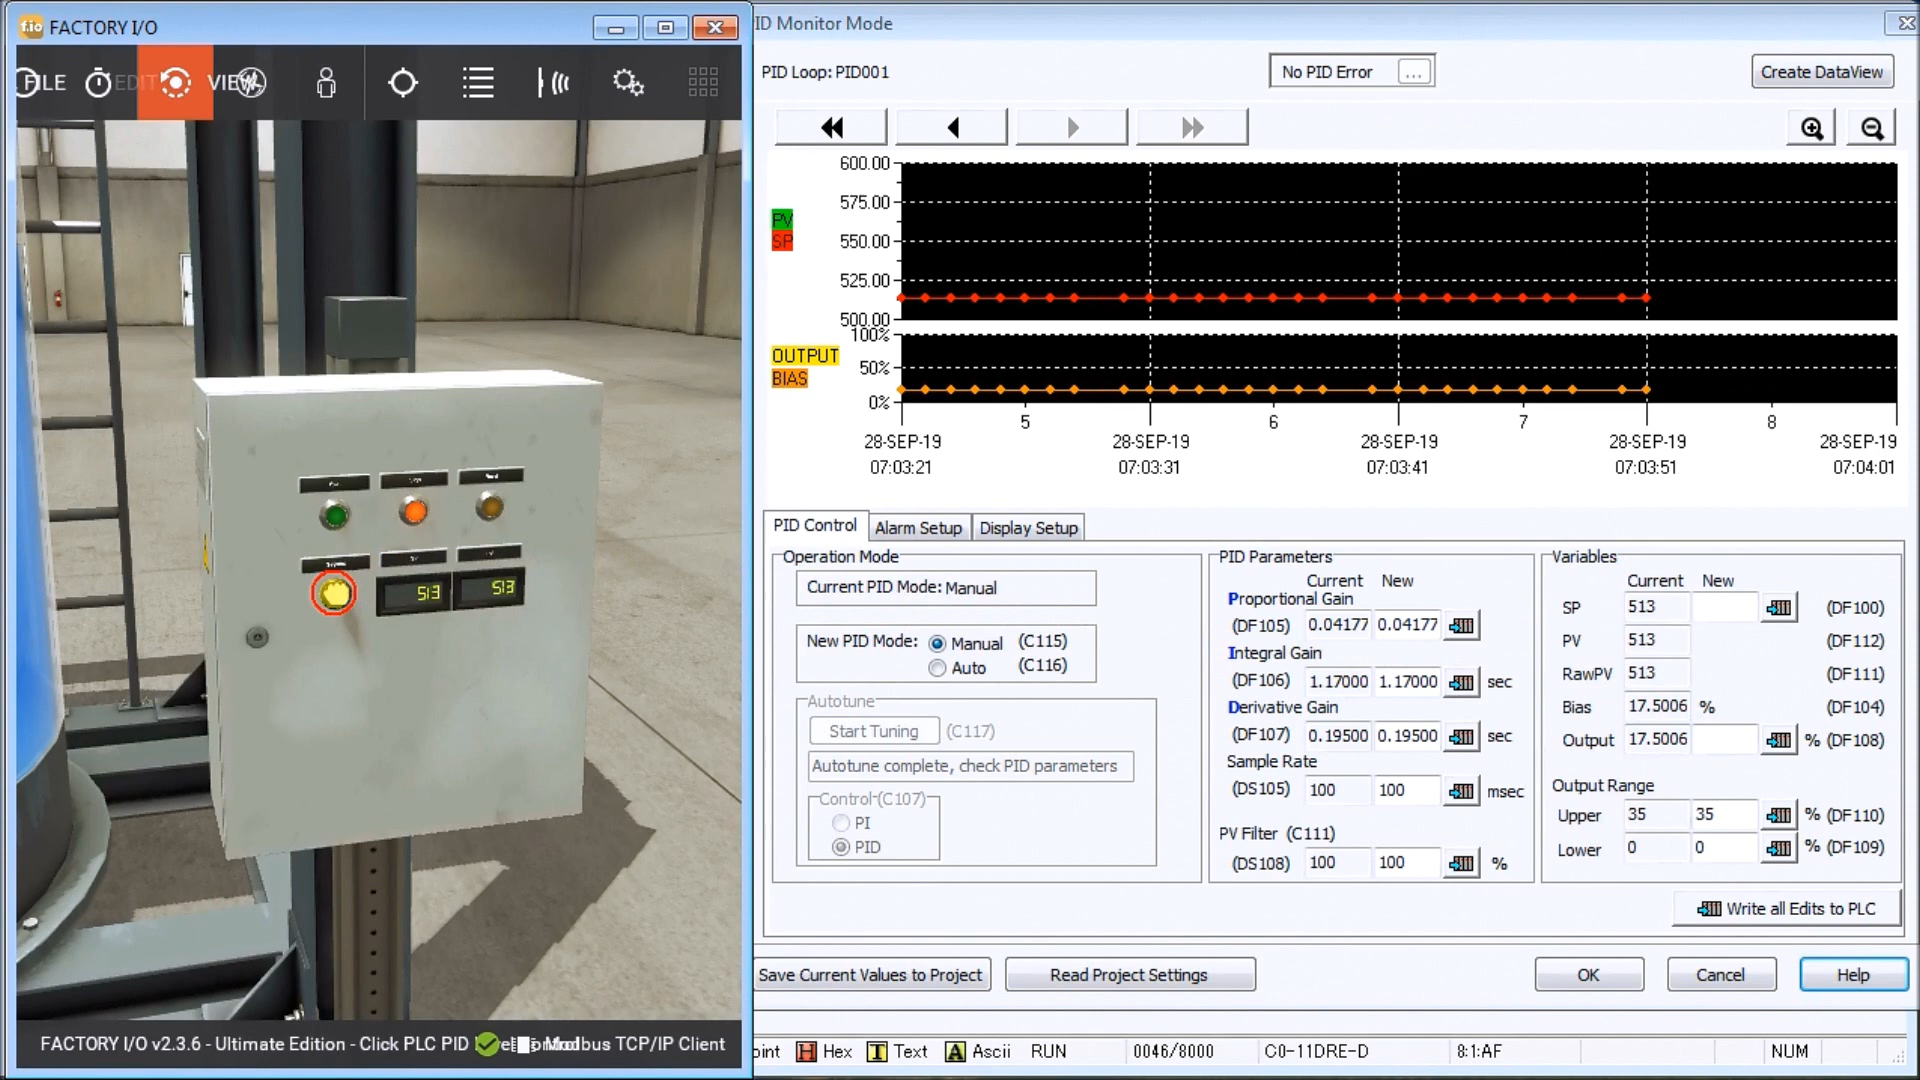 FACTORY I/O
FILE EDIT VIEW
513 513
FACTORY I/O v2.3.6 - Ultimate Edition - Click PLC PID
Modbus TCP/IP Client
PID Monitor Mode
PID Loop: PID001
No PID Error
...
Create DataView
600.00
575.00
550.00
525.00
500.00
PV
SP
100%
50%
0%
OUTPUT
BIAS
5 6 7 8
28-SEP-19 28-SEP-19 28-SEP-19 28-SEP-19 28-SEP-19
07:03:21 07:03:31 07:03:41 07:03:51 07:04:01
PID Control Alarm Setup Display Setup
Operation Mode
Current PID Mode: Manual
New PID Mode: Manual (C115)
Auto (C116)
Autotune
Start Tuning (C117)
Autotune complete, check PID parameters
Control (C107)
PI
PID
PID Parameters
Current New
Proportional Gain
(DF105) 0.04177 0.04177
Integral Gain
(DF106) 1.17000 1.17000 sec
Derivative Gain
(DF107) 0.19500 0.19500 sec
Sample Rate
(DS105) 100 100 msec
PV Filter (C111)
(DS108) 100 100 %
Variables
Current New
SP 513 (DF100)
PV 513 (DF112)
RawPV 513 (DF111)
Bias 17.5006 % (DF104)
Output 17.5006 % (DF108)
Output Range
Upper 35 35 % (DF110)
Lower 0 0 % (DF109)
Write all Edits to PLC
Save Current Values to Project Read Project Settings OK Cancel Help
oint H Hex T Text A Ascii RUN 0046/8000 C0-11DRE-D 8:1:AF NUM